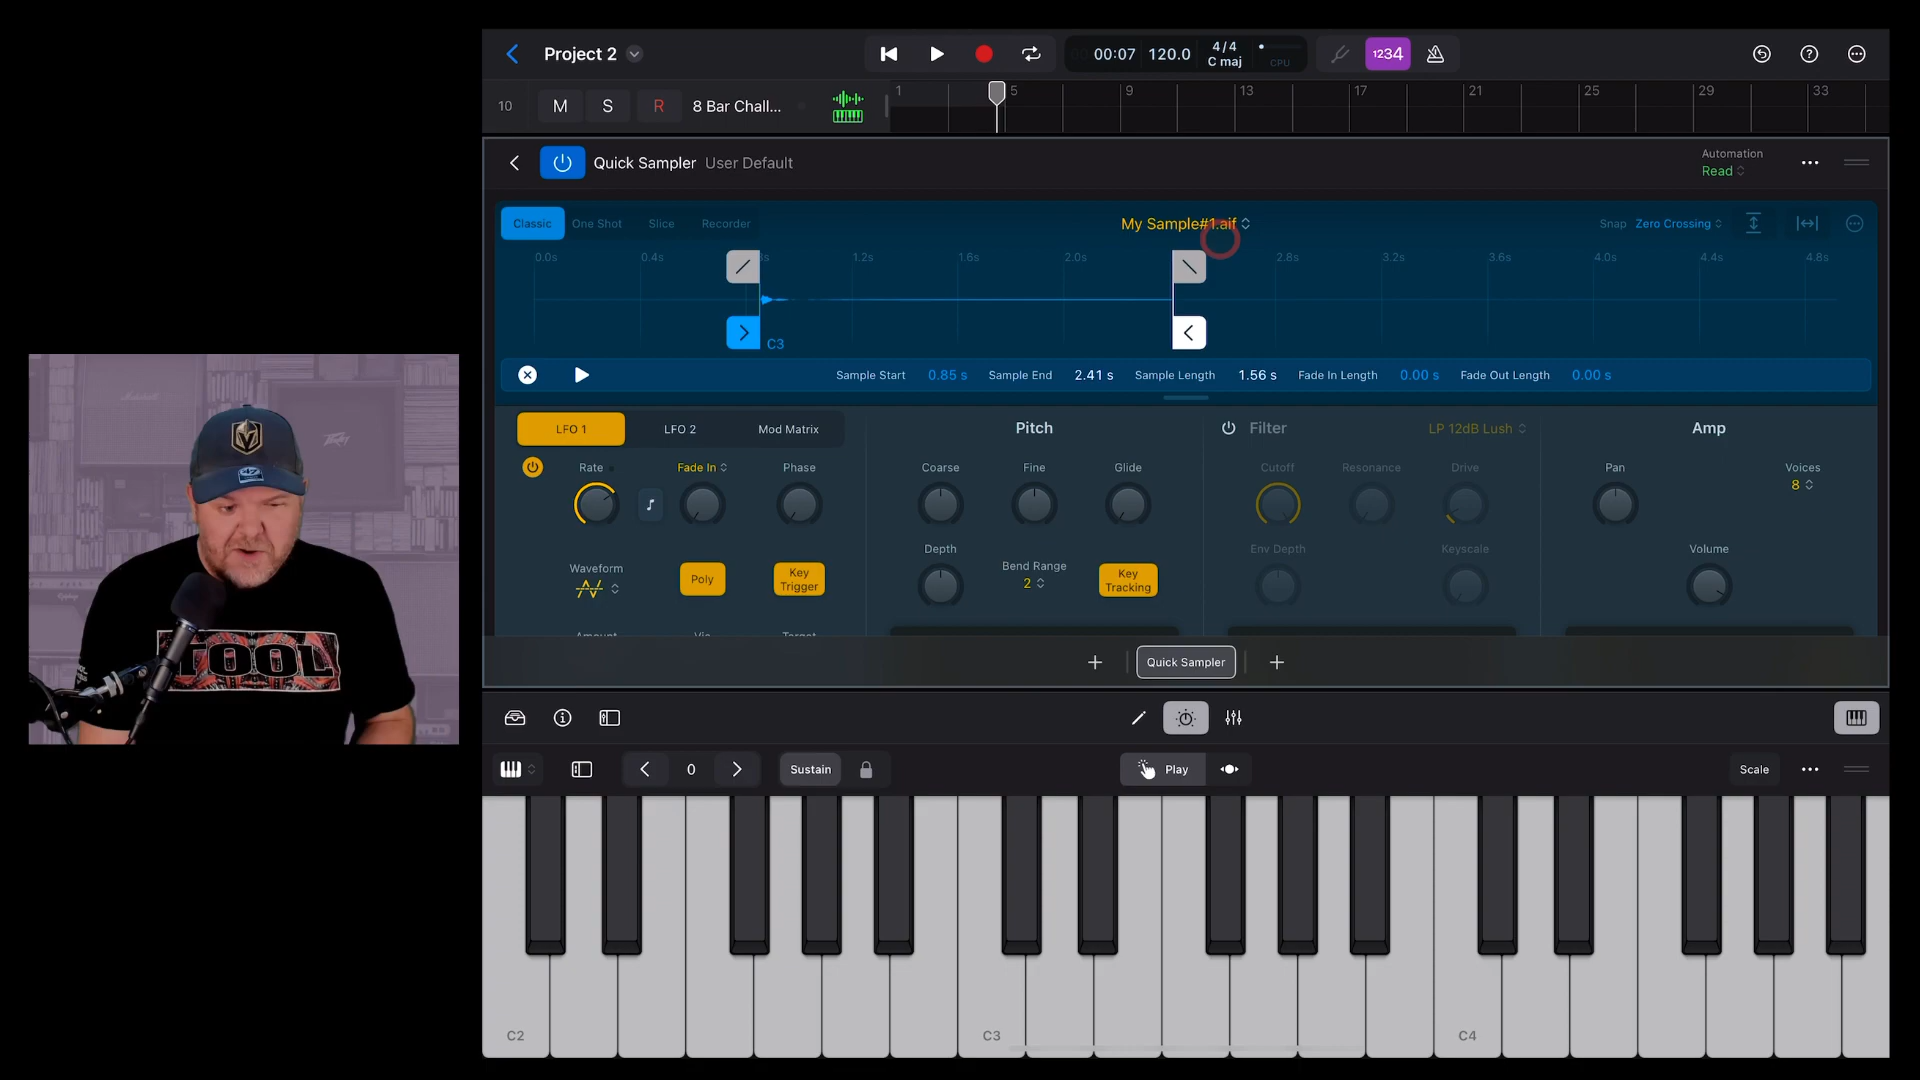 Project 2
00:07 120.0 4/4 C maj CPU
1234
10 M S R 8 Bar Chall...
1 5 9 13 17 21 25 29 33
Quick Sampler User Default
Automation
Read
Classic One Shot Slice Recorder
My Sample#1.aif
Snap Zero Crossing
0.0s 0.4s 1.2s 1.6s 2.0s 2.8s 3.2s 3.6s 4.0s 4.4s 4.8s
C3
Sample Start 0.85 s Sample End 2.41 s Sample Length 1.56 s Fade In Length 0.00 s Fade Out Length 0.00 s
LFO 1 LFO 2 Mod Matrix
Pitch
Filter LP 12dB Lush
Amp
Rate Fade In Phase
Coarse Fine Glide
Cutoff Resonance Drive
Pan Voices
8
Waveform Poly Key Trigger
Depth Bend Range
2
Key Tracking
Env Depth Keyscale
Volume
Amount Via Target
Quick Sampler
0 Sustain Play Scale
C2 C3 C4
47
TOOL
Marshall
PEAVEY